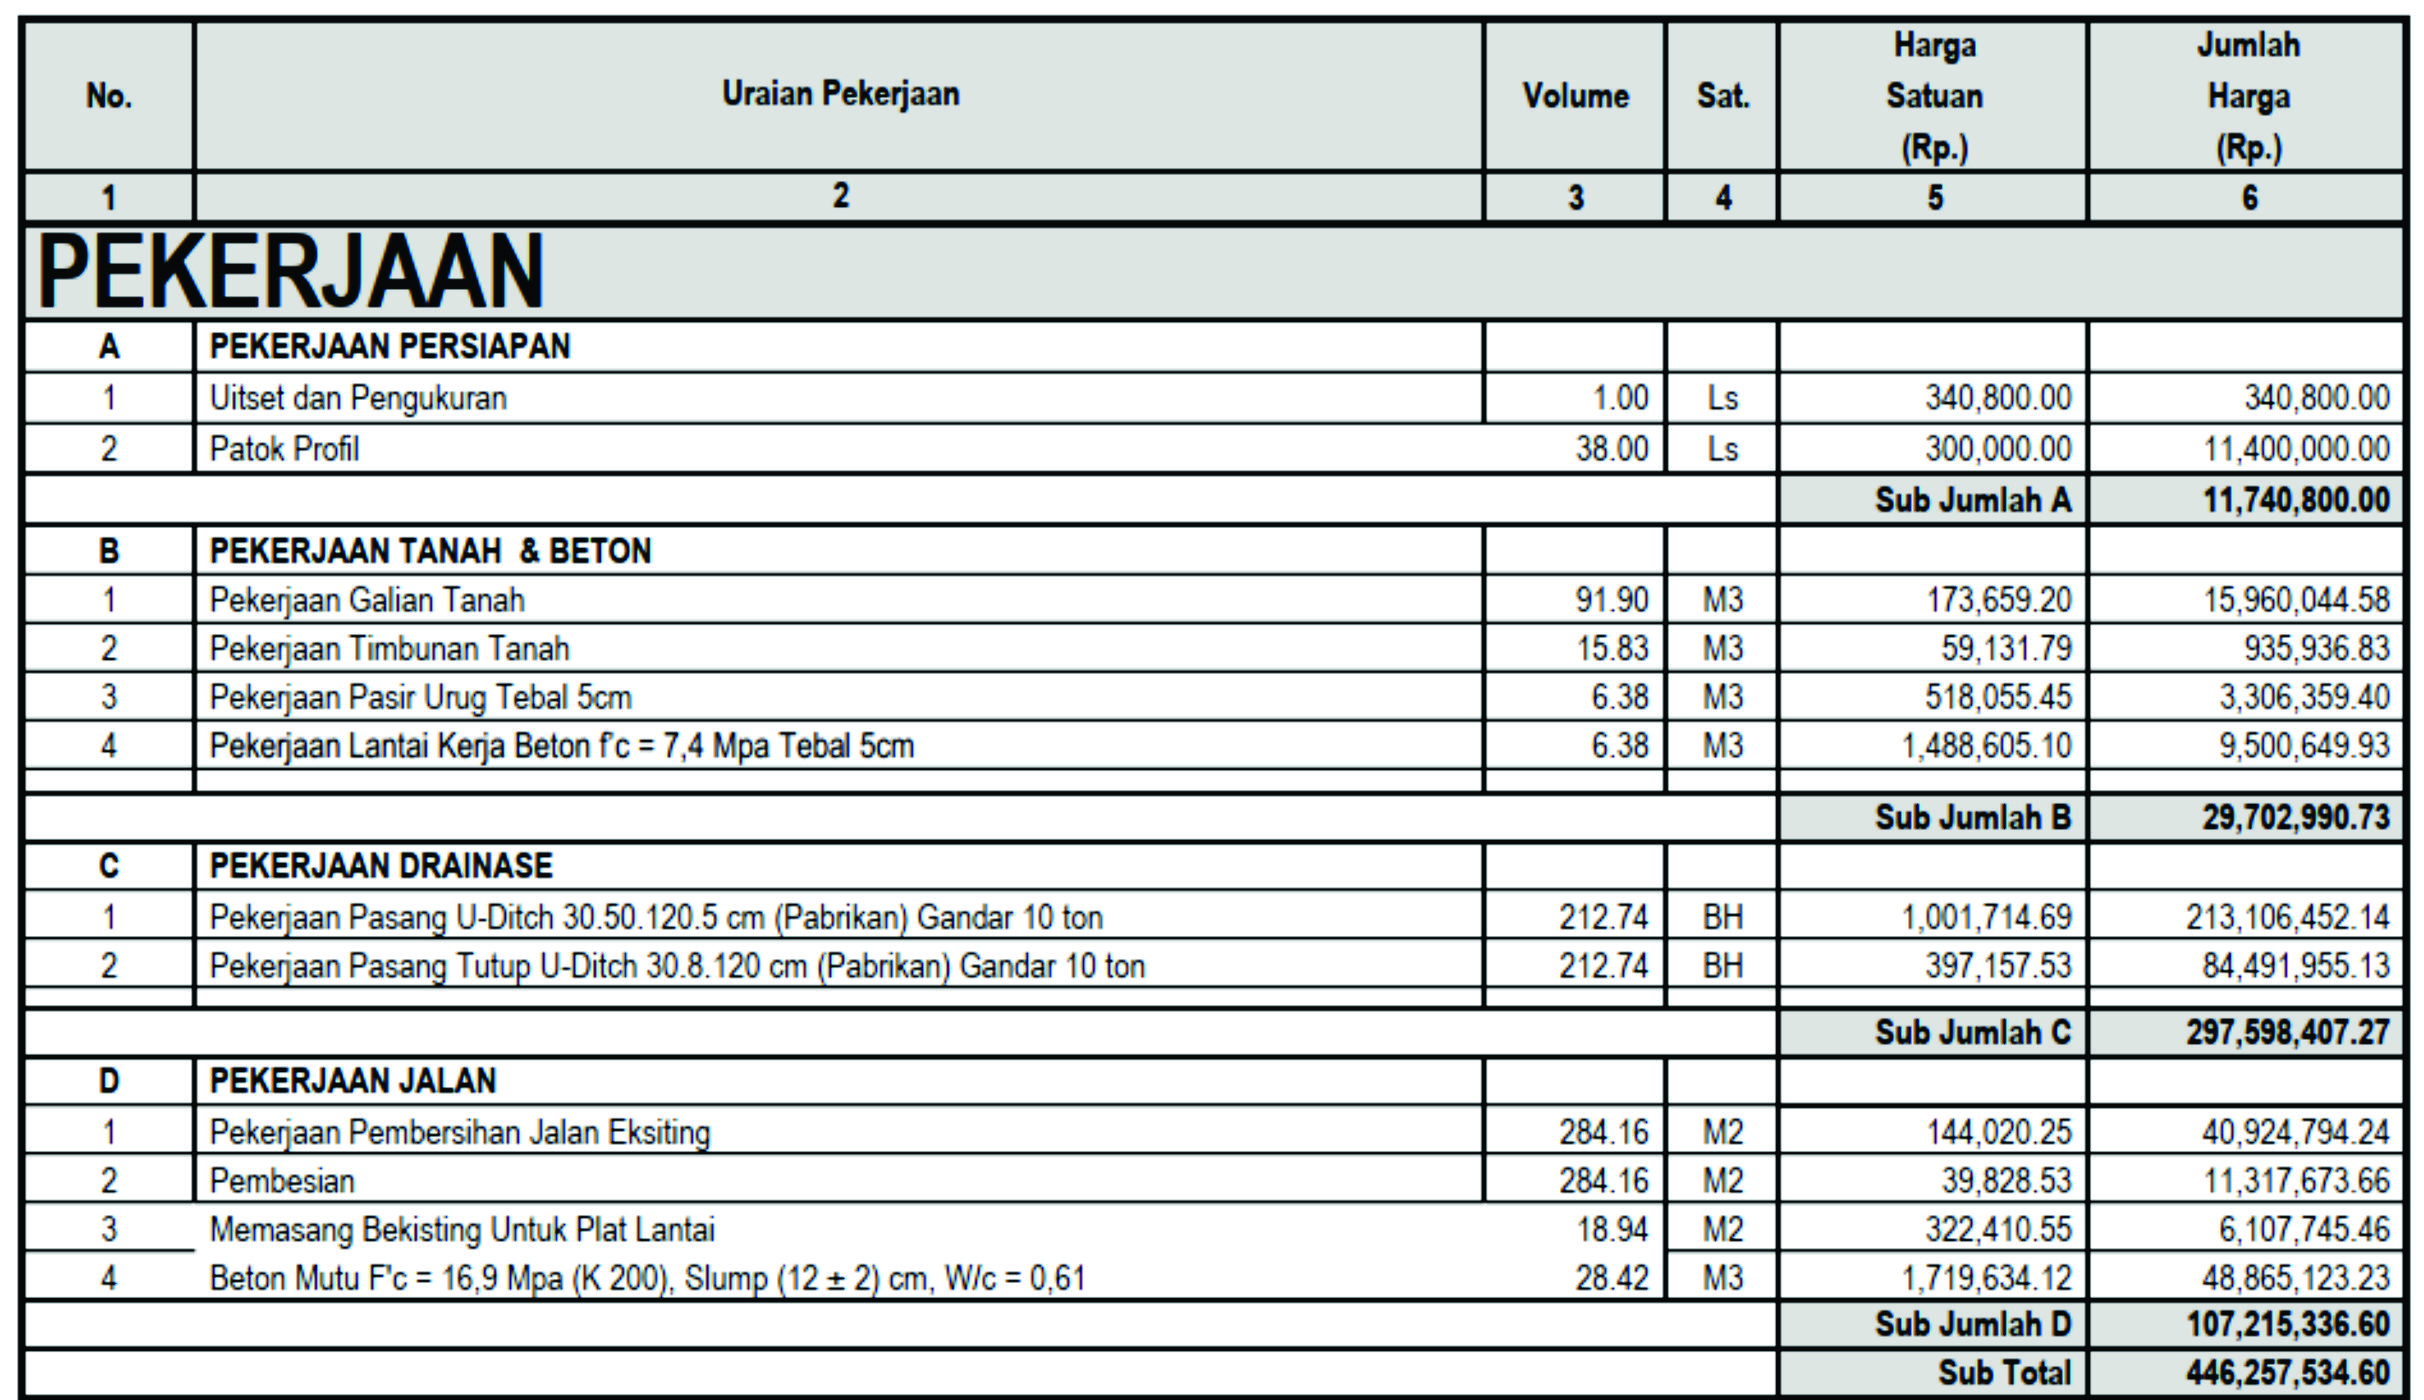 No. Uraian Pekerjaan Volume Sat. Harga Satuan (Rp.) Jumlah Harga (Rp.)
1 2 3 4 5 6
PEKERJAAN
A PEKERJAAN PERSIAPAN
1 Uitset dan Pengukuran 1.00 Ls 340,800.00 340,800.00
2 Patok Profil 38.00 Ls 300,000.00 11,400,000.00
Sub Jumlah A 11,740,800.00
B PEKERJAAN TANAH & BETON
1 Pekerjaan Galian Tanah 91.90 M3 173,659.20 15,960,044.58
2 Pekerjaan Timbunan Tanah 15.83 M3 59,131.79 935,936.83
3 Pekerjaan Pasir Urug Tebal 5cm 6.38 M3 518,055.45 3,306,359.40
4 Pekerjaan Lantai Kerja Beton f'c = 7,4 Mpa Tebal 5cm 6.38 M3 1,488,605.10 9,500,649.93
Sub Jumlah B 29,702,990.73
C PEKERJAAN DRAINASE
1 Pekerjaan Pasang U-Ditch 30.50.120.5 cm (Pabrikan) Gandar 10 ton 212.74 BH 1,001,714.69 213,106,452.14
2 Pekerjaan Pasang Tutup U-Ditch 30.8.120 cm (Pabrikan) Gandar 10 ton 212.74 BH 397,157.53 84,491,955.13
Sub Jumlah C 297,598,407.27
D PEKERJAAN JALAN
1 Pekerjaan Pembersihan Jalan Eksiting 284.16 M2 144,020.25 40,924,794.24
2 Pembesian 284.16 M2 39,828.53 11,317,673.66
3 Memasang Bekisting Untuk Plat Lantai 18.94 M2 322,410.55 6,107,745.46
4 Beton Mutu F'c = 16,9 Mpa (K 200), Slump (12 ± 2) cm, W/c = 0,61 28.42 M3 1,719,634.12 48,865,123.23
Sub Jumlah D 107,215,336.60
Sub Total 446,257,534.60